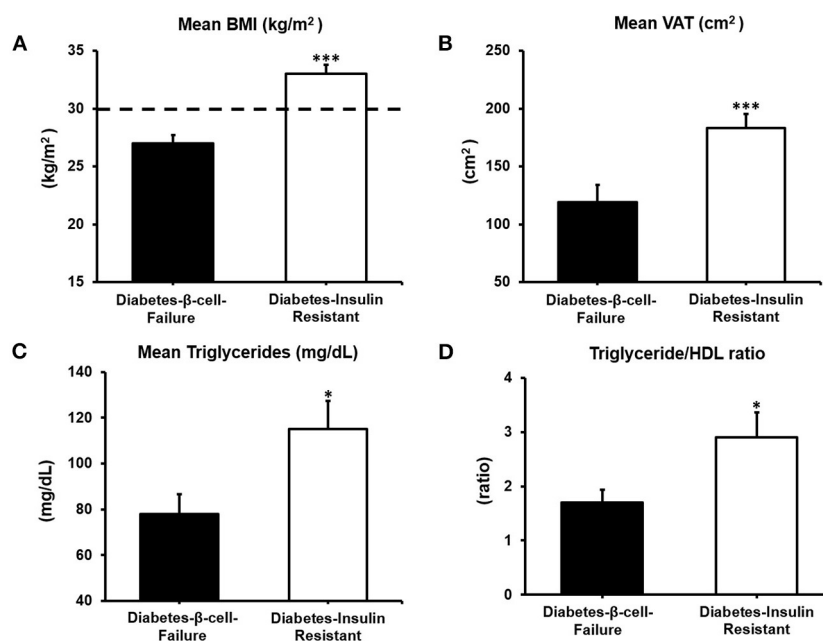 A
Mean BMI (kg/m²)
(kg/m²)
35
***
30
25
20
15
Diabetes-β-cell-
Failure
Diabetes-Insulin
Resistant
B
Mean VAT (cm²)
(cm²)
250
200
***
150
100
50
Diabetes-β-cell-
Failure
Diabetes-Insulin
Resistant
C
Mean Triglycerides (mg/dL)
(mg/dL)
140
120
*
100
80
60
40
Diabetes-β-cell-
Failure
Diabetes-Insulin
Resistant
D
Triglyceride/HDL ratio
(ratio)
4
*
3
2
1
0
Diabetes-β-cell-
Failure
Diabetes-Insulin
Resistant